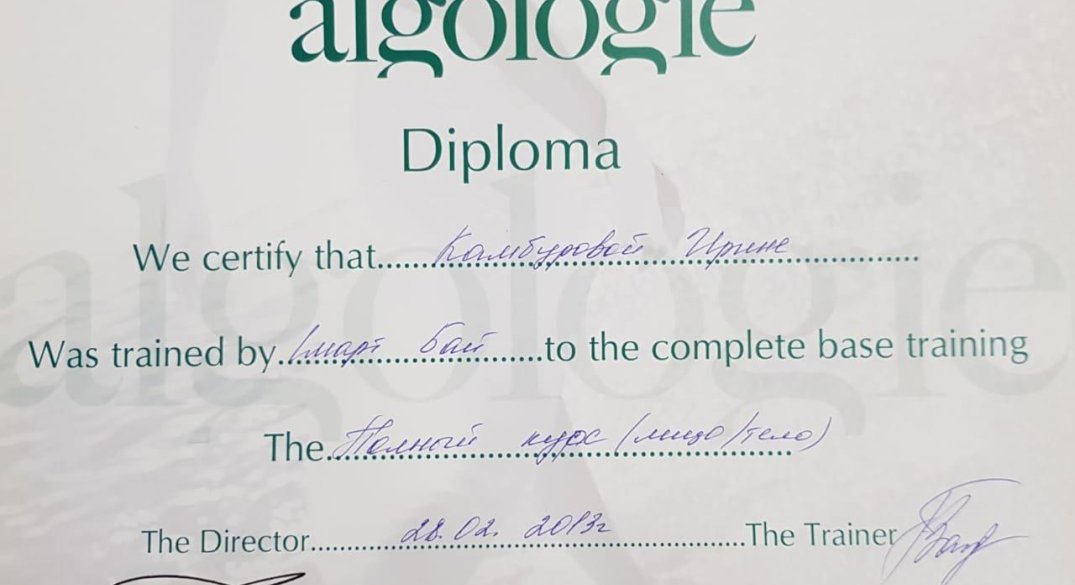 algologie
Diploma
We certify that Камбуровой Ирине
Was trained by Смарт Бай to the complete base training
The Полный курс (лицо/тело)
The Director 28.02.2013г The Trainer